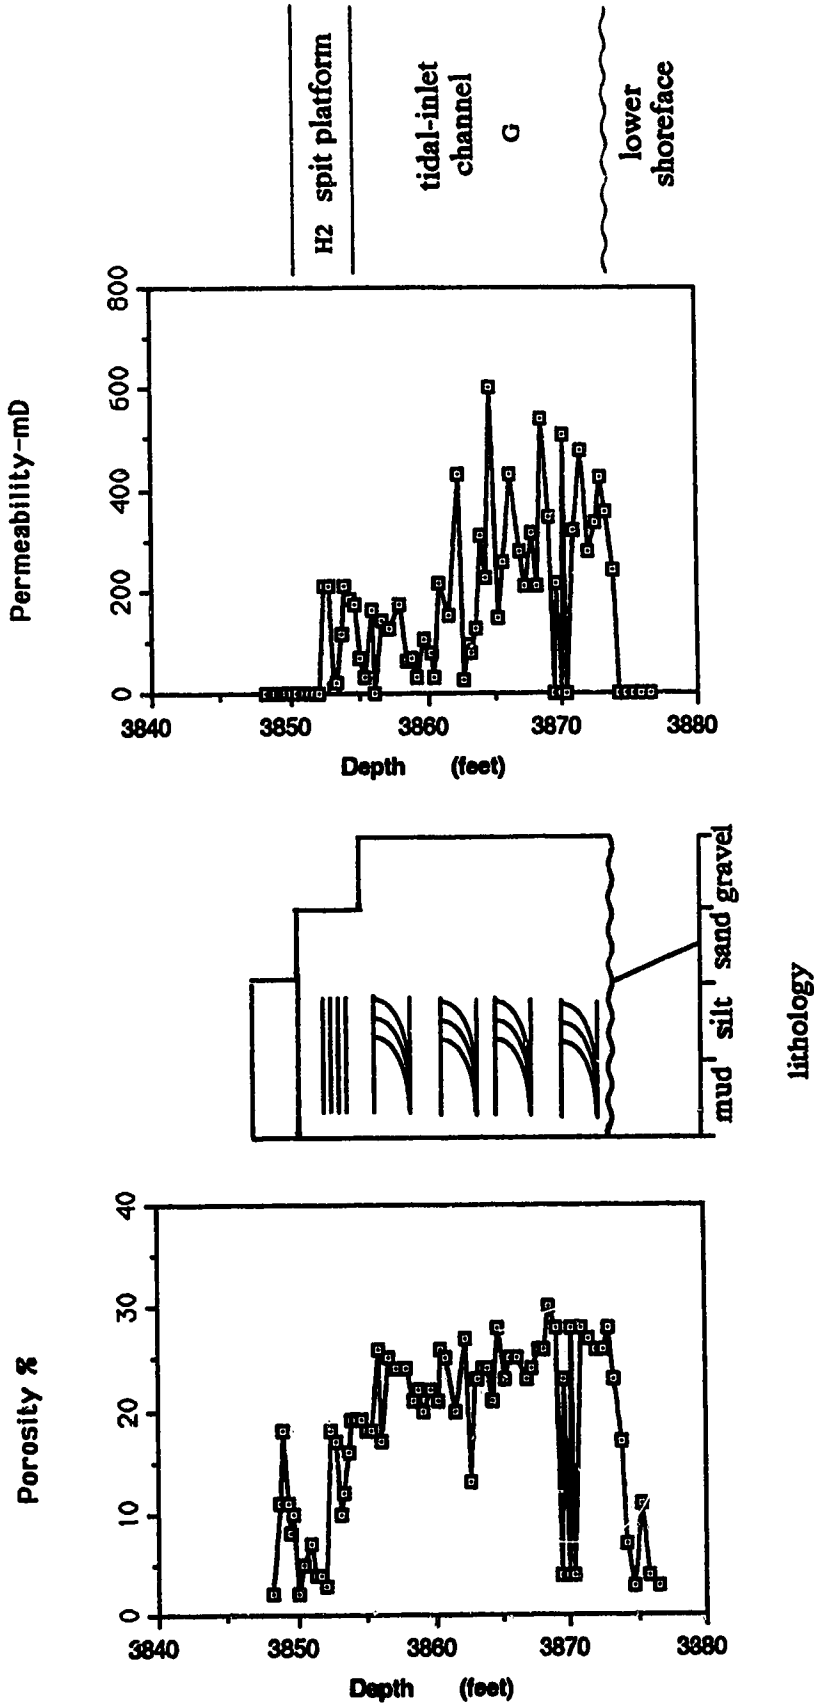 H2 spit platform
tidal-inlet
channel
G
lower
shoreface
Permeability-mD
800
600
400
200
0
3840 3850 3860 3870 3880
Depth (feet)
mud silt sand gravel
lithology
Porosity %
40
30
20
10
0
3840 3850 3860 3870 3880
Depth (feet)